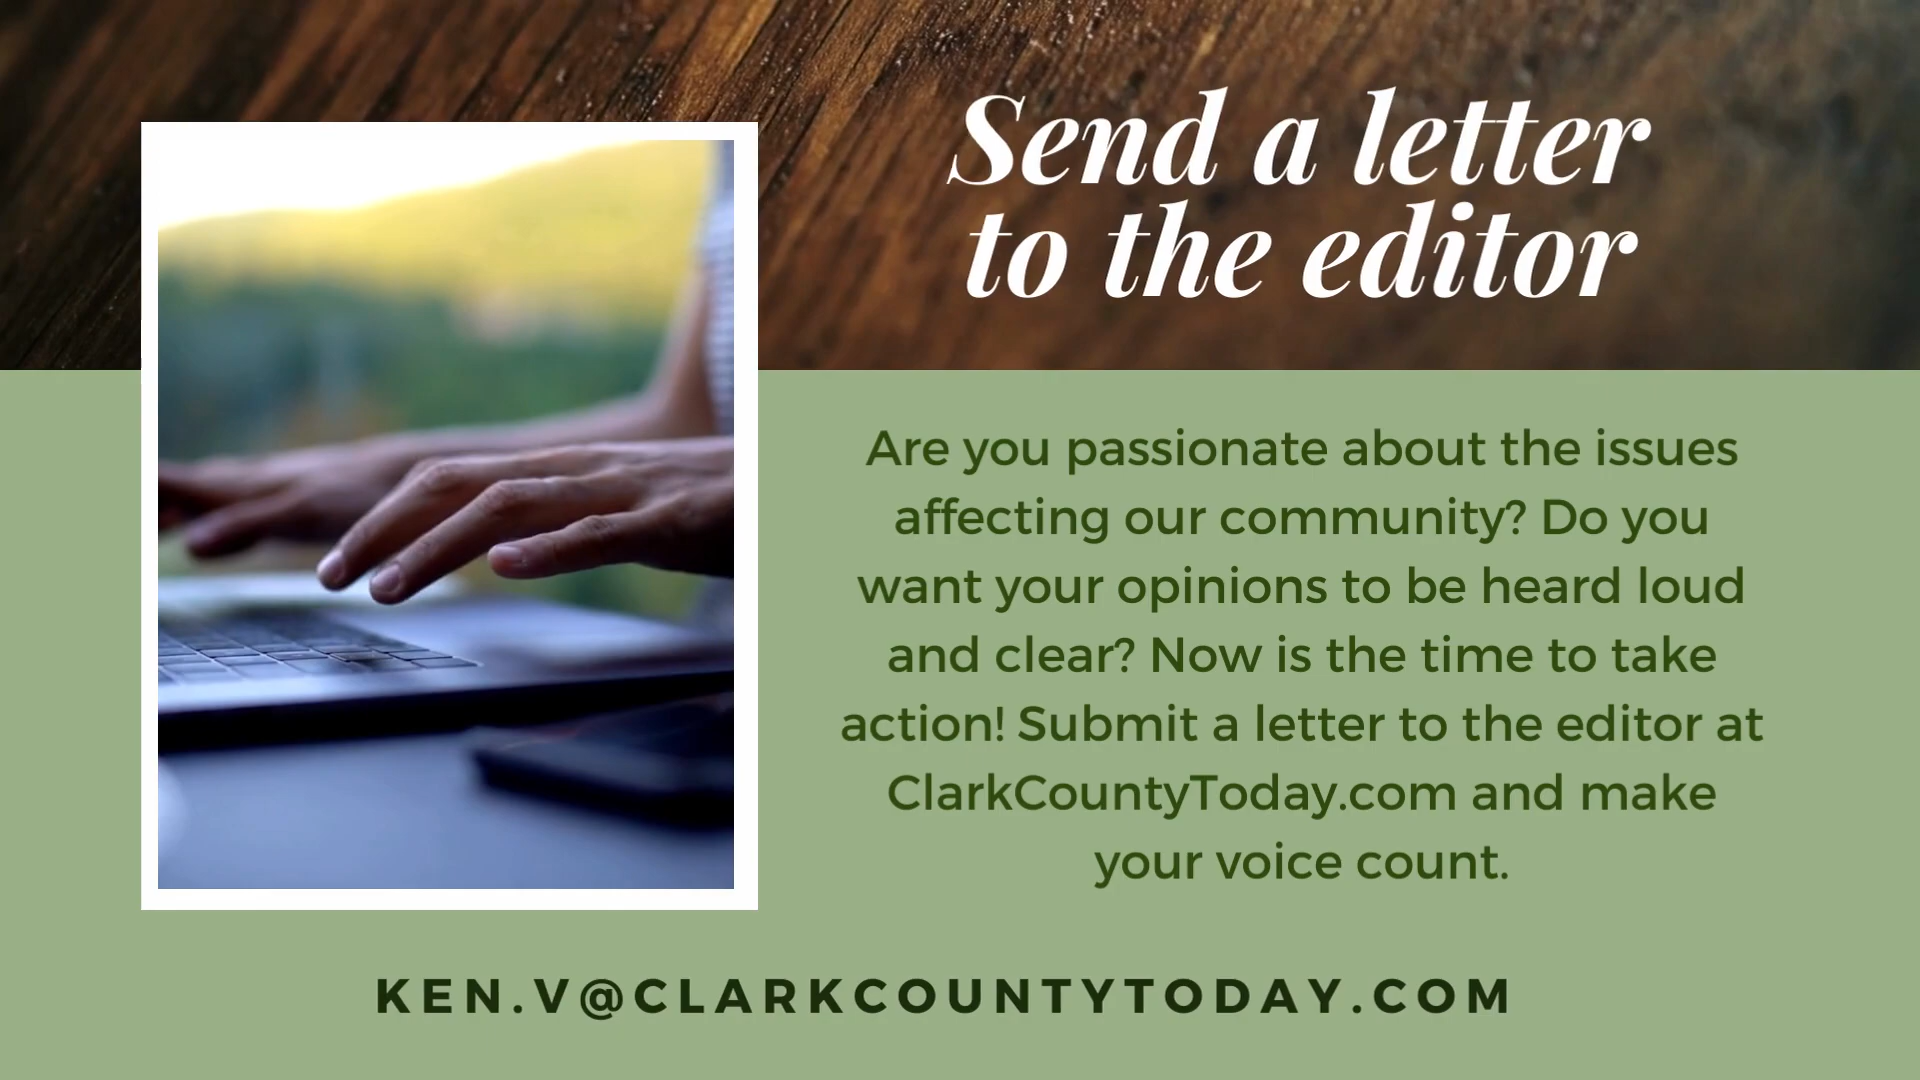 Send a letter
to the editor
Are you passionate about the issues
affecting our community? Do you
want your opinions to be heard loud
and clear? Now is the time to take
action! Submit a letter to the editor at
ClarkCountyToday.com and make
your voice count.
KEN.V@CLARKCOUNTYTODAY.COM